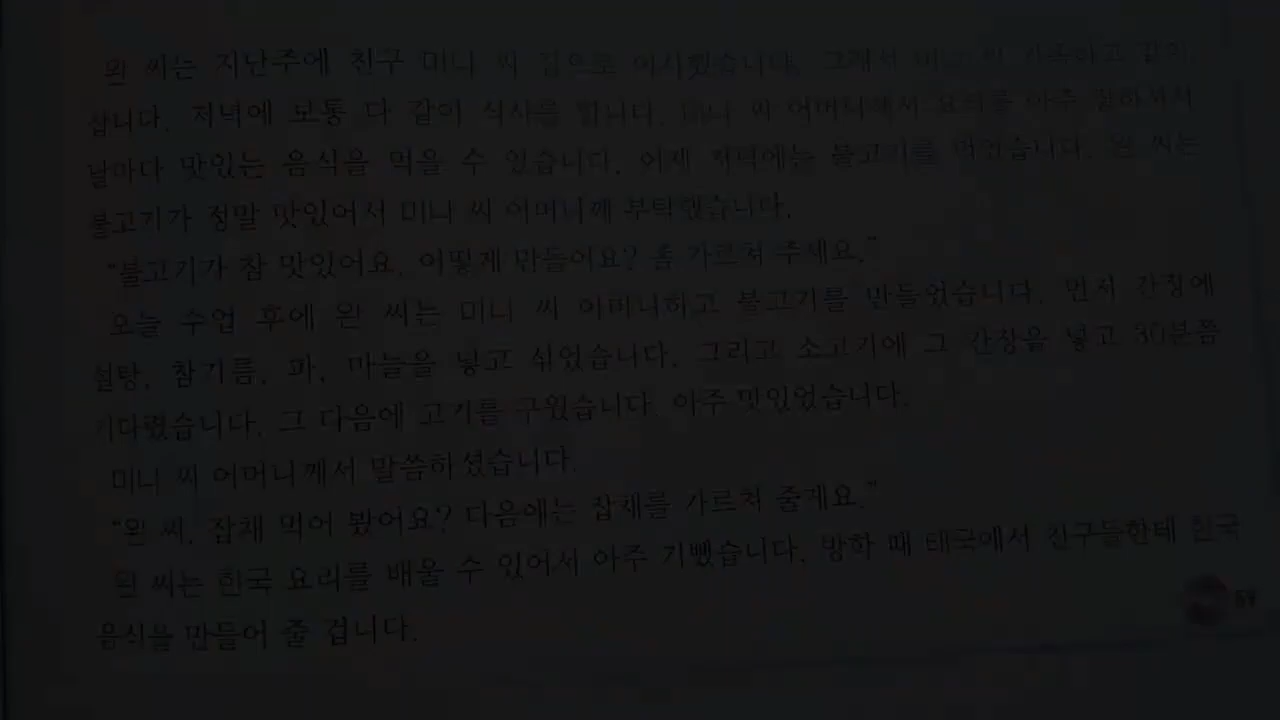 완 씨는 지난주에 친구 미나 씨 집으로 이사했습니다. 그래서 미나 씨 가족하고 같이
삽니다. 저녁에 보통 다 같이 식사를 합니다. 미나 씨 어머니께서 요리를 아주 잘하셔서
날마다 맛있는 음식을 먹을 수 있습니다. 어제 저녁에는 불고기를 먹었습니다. 완 씨는
불고기가 정말 맛있어서 미나 씨 어머니께 부탁했습니다.
“불고기가 참 맛있어요. 어떻게 만들어요? 좀 가르쳐 주세요.”
오늘 수업 후에 완 씨는 미나 씨 어머니하고 불고기를 만들었습니다. 먼저 간장에
설탕, 참기름, 파, 마늘을 넣고 섞었습니다. 그리고 소고기에 그 간장을 넣고 30분쯤
기다렸습니다. 그 다음에 고기를 구웠습니다. 아주 맛있었습니다.
미나 씨 어머니께서 말씀하셨습니다.
“완 씨, 잡채 먹어 봤어요? 다음에는 잡채를 가르쳐 줄게요.”
완 씨는 한국 요리를 배울 수 있어서 아주 기뻤습니다. 방학 때 태국에서 친구들한테 한국
음식을 만들어 줄 겁니다.